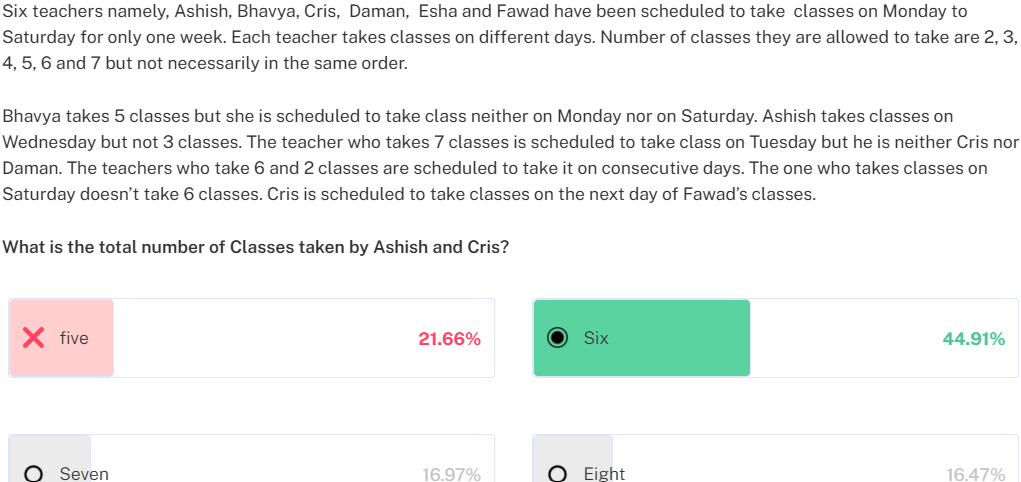 Six teachers namely, Ashish, Bhavya, Cris,  Daman,  Esha and Fawad have been scheduled to take  classes on Monday to
Saturday for only one week. Each teacher takes classes on different days. Number of classes they are allowed to take are 2, 3,
4, 5, 6 and 7 but not necessarily in the same order.
Bhavya takes 5 classes but she is scheduled to take class neither on Monday nor on Saturday. Ashish takes classes on
Wednesday but not 3 classes. The teacher who takes 7 classes is scheduled to take class on Tuesday but he is neither Cris nor
Daman. The teachers who take 6 and 2 classes are scheduled to take it on consecutive days. The one who takes classes on
Saturday doesn't take 6 classes. Cris is scheduled to take classes on the next day of Fawad's classes.
What is the total number of Classes taken by Ashish and Cris?
five 21.66%
Six 44.91%
Seven 16.97%
Eight 16.47%